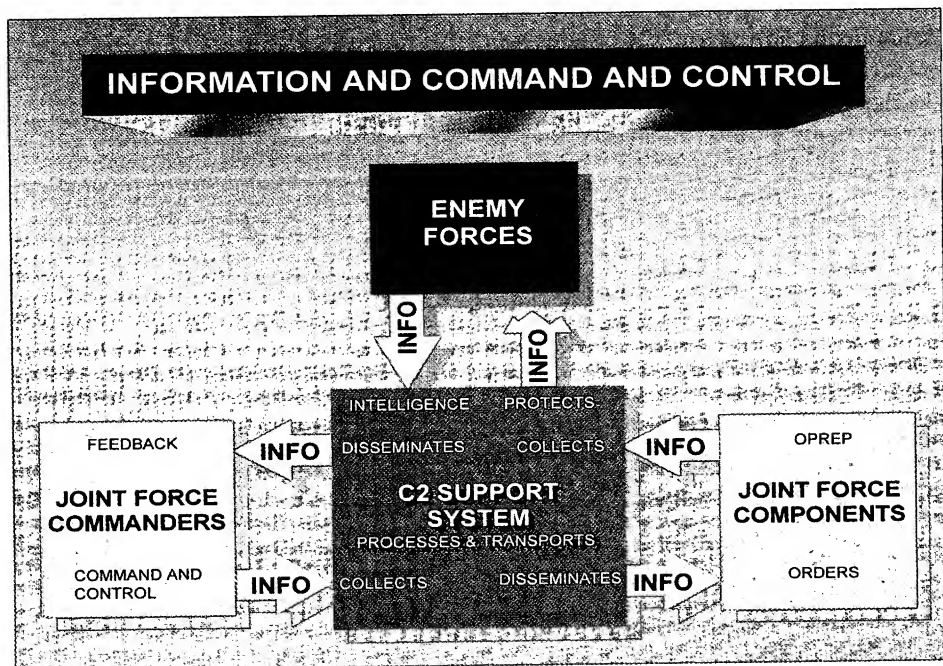 INFORMATION AND COMMAND AND CONTROL
ENEMY
FORCES
INFO
INFO
INTELLIGENCE PROTECTS
DISSEMINATES COLLECTS
C2 SUPPORT
SYSTEM
PROCESSES & TRANSPORTS
COLLECTS DISSEMINATES
FEEDBACK
JOINT FORCE
COMMANDERS
COMMAND AND
CONTROL
INFO
INFO
INFO
INFO
OPREP
JOINT FORCE
COMPONENTS
ORDERS